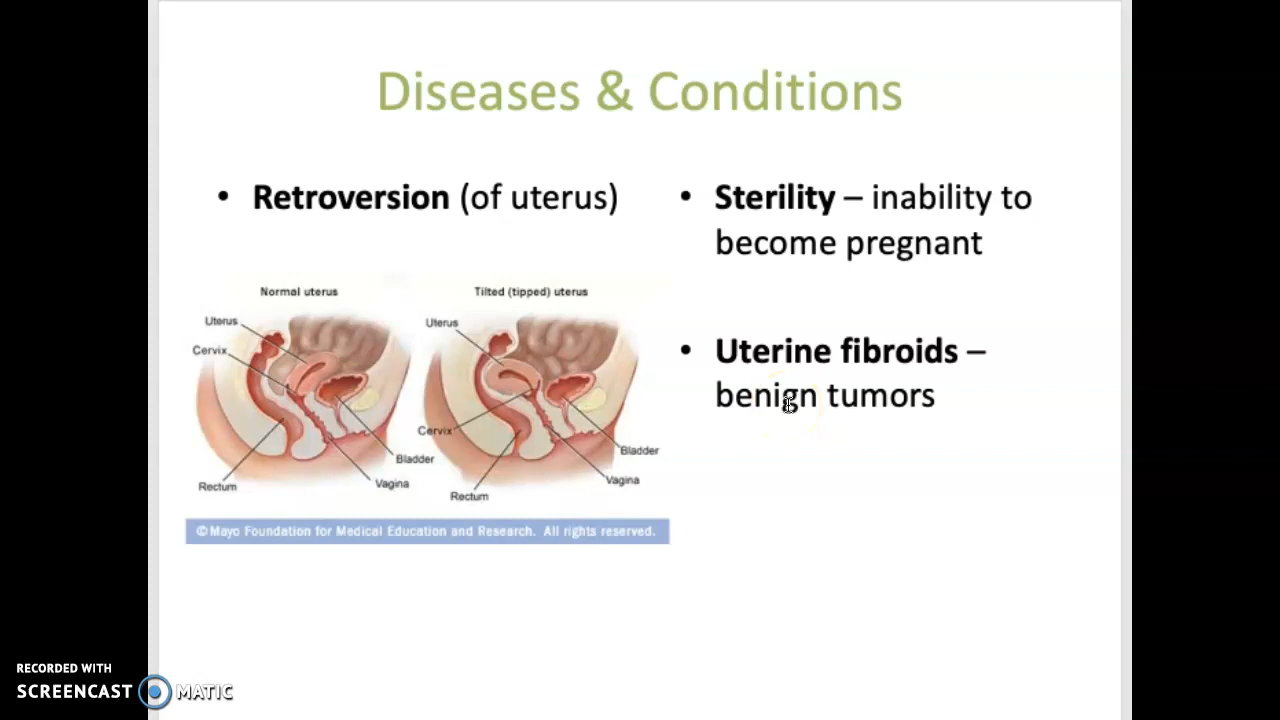 Diseases & Conditions
• Retroversion (of uterus)
Normal uterus
Uterus
Cervix
Rectum
Bladder
Vagina
Tilted (tipped) uterus
Uterus
Cervix
Rectum
Bladder
Vagina
©Mayo Foundation for Medical Education and Research. All rights reserved.
• Sterility – inability to
become pregnant
• Uterine fibroids –
benign tumors
RECORDED WITH
SCREENCAST MATIC